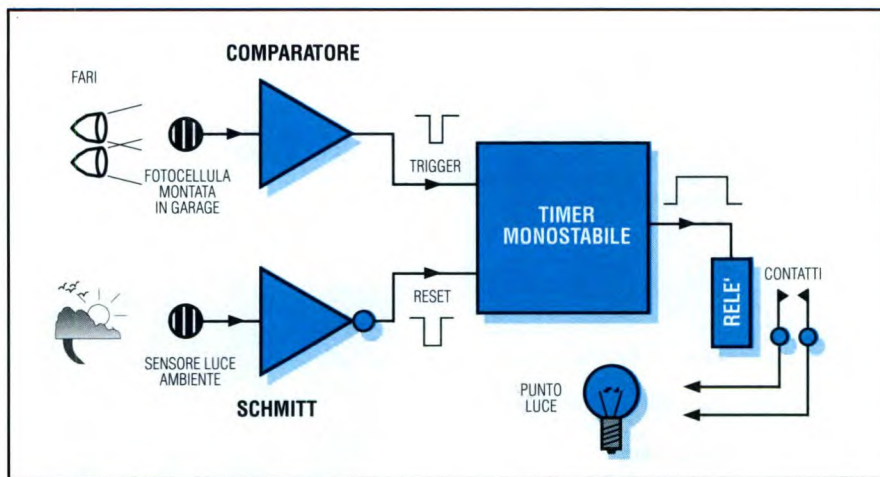 COMPARATORE
FARI
FOTOCELLULA
MONTATA
IN GARAGE
TRIGGER
TIMER
MONOSTABILE
RELE'
CONTATTI
RESET
SENSORE LUCE
AMBIENTE
SCHMITT
PUNTO
LUCE